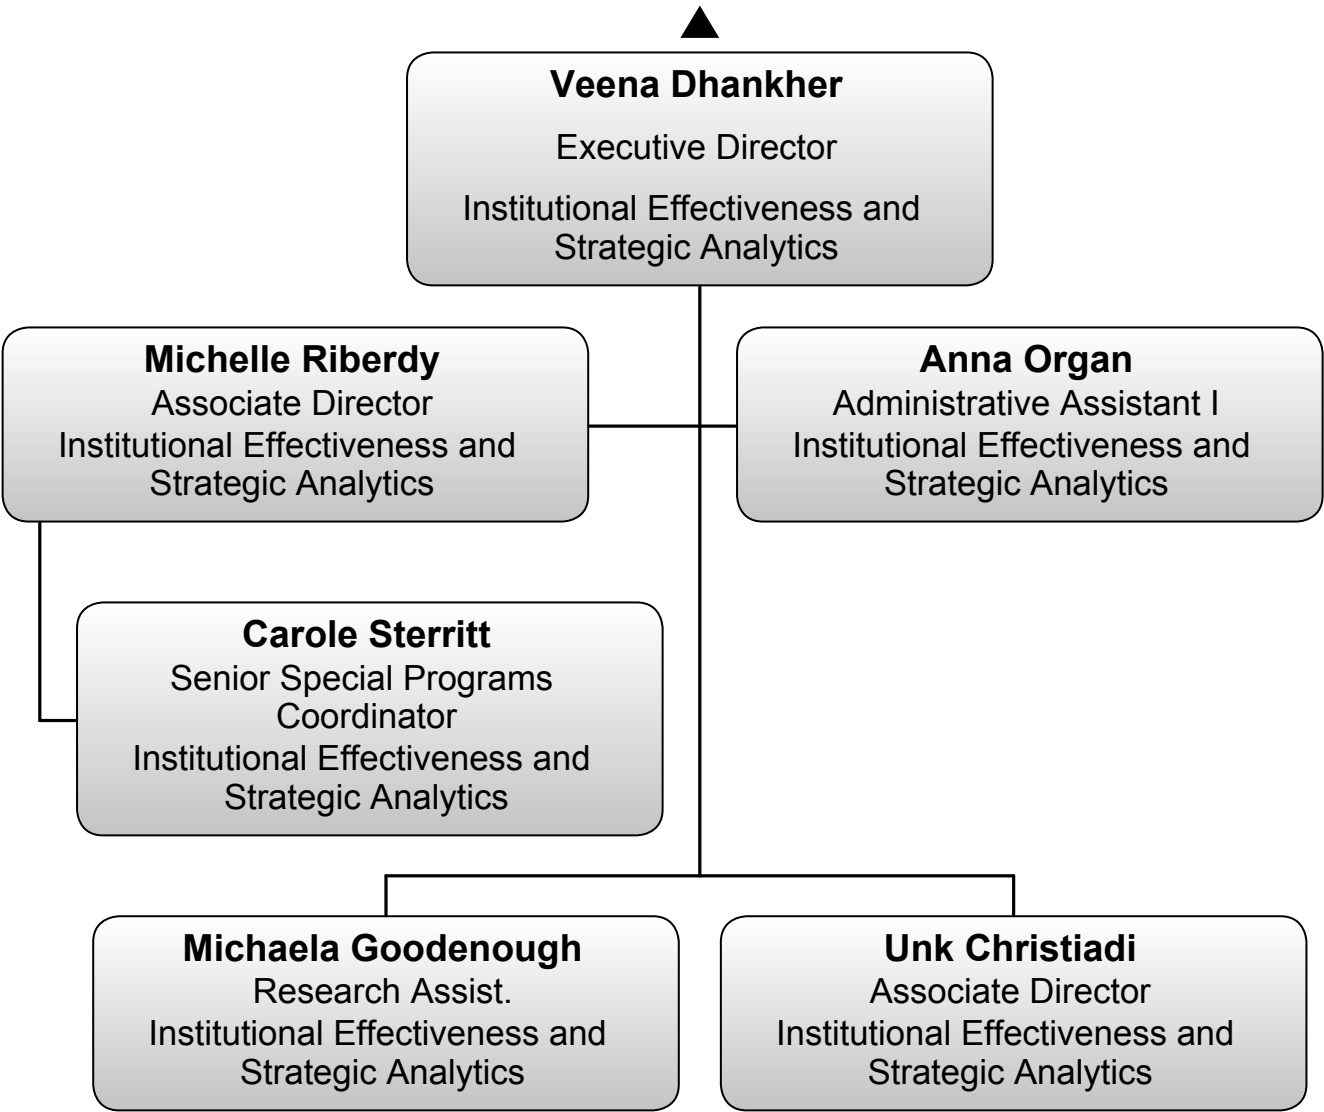 Veena Dhankher
Executive Director
Institutional Effectiveness and
Strategic Analytics
Michelle Riberdy
Associate Director
Institutional Effectiveness and
Strategic Analytics
Anna Organ
Administrative Assistant I
Institutional Effectiveness and
Strategic Analytics
Carole Sterritt
Senior Special Programs
Coordinator
Institutional Effectiveness and
Strategic Analytics
Michaela Goodenough
Research Assist.
Institutional Effectiveness and
Strategic Analytics
Unk Christiadi
Associate Director
Institutional Effectiveness and
Strategic Analytics